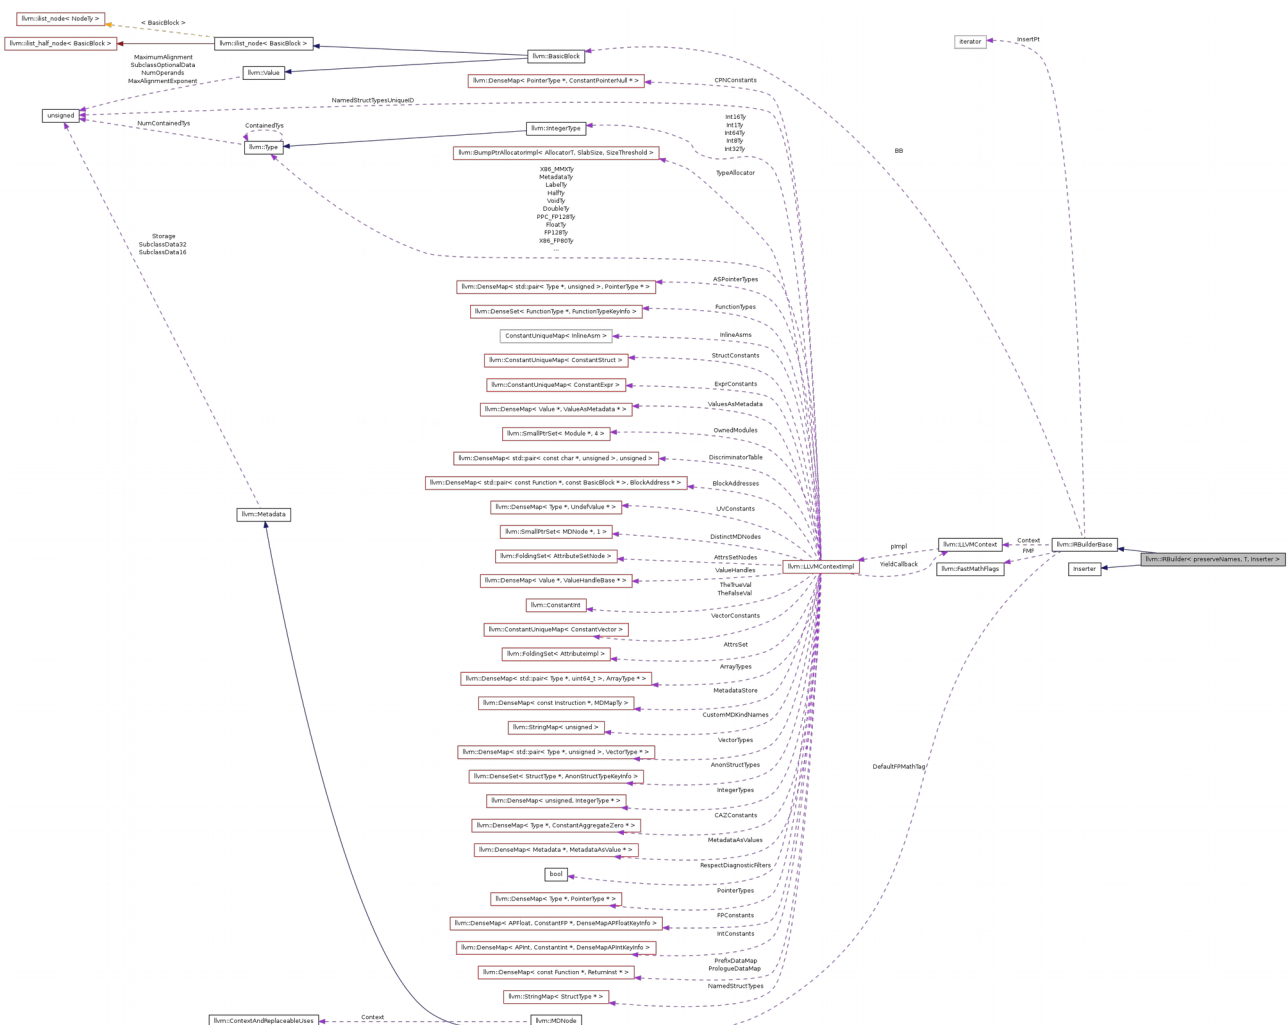 llvm::ilist_node< NodeTy >
< BasicBlock >
llvm::ilist_half_node< BasicBlock >
llvm::ilist_node< BasicBlock >
iterator
InsertPt
llvm::BasicBlock
MaximumAlignment
SubclassOptionalData
NumOperands
MaxAlignmentExponent
llvm::Value
llvm::DenseMap< PointerType *, ConstantPointerNull * >
CPNConstants
unsigned
NamedStructTypesUniqueID
NumContainedTys
ContainedTys
llvm::Type
llvm::IntegerType
Int16Ty
Int1Ty
Int64Ty
Int8Ty
Int32Ty
BB
llvm::BumpPtrAllocatorImpl< AllocatorT, SlabSize, SizeThreshold >
TypeAllocator
X86_MMXTy
MetadataTy
LabelTy
HalfTy
VoidTy
DoubleTy
PPC_FP128Ty
FloatTy
FP128Ty
X86_FP80Ty
...
Storage
SubclassData32
SubclassData16
llvm::DenseMap< std::pair< Type *, unsigned >, PointerType * >
ASPointerTypes
llvm::DenseSet< FunctionType *, FunctionTypeKeyInfo >
FunctionTypes
ConstantUniqueMap< InlineAsm >
InlineAsms
llvm::ConstantUniqueMap< ConstantStruct >
StructConstants
llvm::ConstantUniqueMap< ConstantExpr >
ExprConstants
llvm::DenseMap< Value *, ValueAsMetadata * >
ValuesAsMetadata
llvm::SmallPtrSet< Module *, 4 >
OwnedModules
llvm::DenseMap< std::pair< const char *, unsigned >, unsigned >
DiscriminatorTable
llvm::DenseMap< std::pair< const Function *, const BasicBlock * >, BlockAddress * >
BlockAddresses
llvm::DenseMap< Type *, UndefValue * >
UVConstants
llvm::Metadata
llvm::SmallPtrSet< MDNode *, 1 >
DistinctMDNodes
llvm::FoldingSet< AttributeSetNode >
AttrsSetNodes
llvm::DenseMap< Value *, ValueHandleBase * >
ValueHandles
llvm::LLVMContextImpl
pImpl
YieldCallback
llvm::LLVMContext
Context
FMF
llvm::FastMathFlags
llvm::IRBuilderBase
Inserter
llvm::IRBuilder< preserveNames, T, Inserter >
llvm::ConstantInt
TheTrueVal
TheFalseVal
llvm::ConstantUniqueMap< ConstantVector >
VectorConstants
llvm::FoldingSet< AttributeImpl >
AttrsSet
llvm::DenseMap< std::pair< Type *, uint64_t >, ArrayType * >
ArrayTypes
llvm::DenseMap< const Instruction *, MDMapTy >
MetadataStore
llvm::StringMap< unsigned >
CustomMDKindNames
llvm::DenseMap< std::pair< Type *, unsigned >, VectorType * >
VectorTypes
llvm::DenseSet< StructType *, AnonStructTypeKeyInfo >
AnonStructTypes
DefaultFPMathTag
llvm::DenseMap< unsigned, IntegerType * >
IntegerTypes
llvm::DenseMap< Type *, ConstantAggregateZero * >
CAZConstants
llvm::DenseMap< Metadata *, MetadataAsValue * >
MetadataAsValues
bool
RespectDiagnosticFilters
llvm::DenseMap< Type *, PointerType * >
PointerTypes
llvm::DenseMap< APFloat, ConstantFP *, DenseMapAPFloatKeyInfo >
FPConstants
llvm::DenseMap< APInt, ConstantInt *, DenseMapAPIntKeyInfo >
IntConstants
llvm::DenseMap< const Function *, ReturnInst * >
PrefixDataMap
PrologueDataMap
llvm::StringMap< StructType * >
NamedStructTypes
llvm::ContextAndReplaceableUses
Context
llvm::MDNode